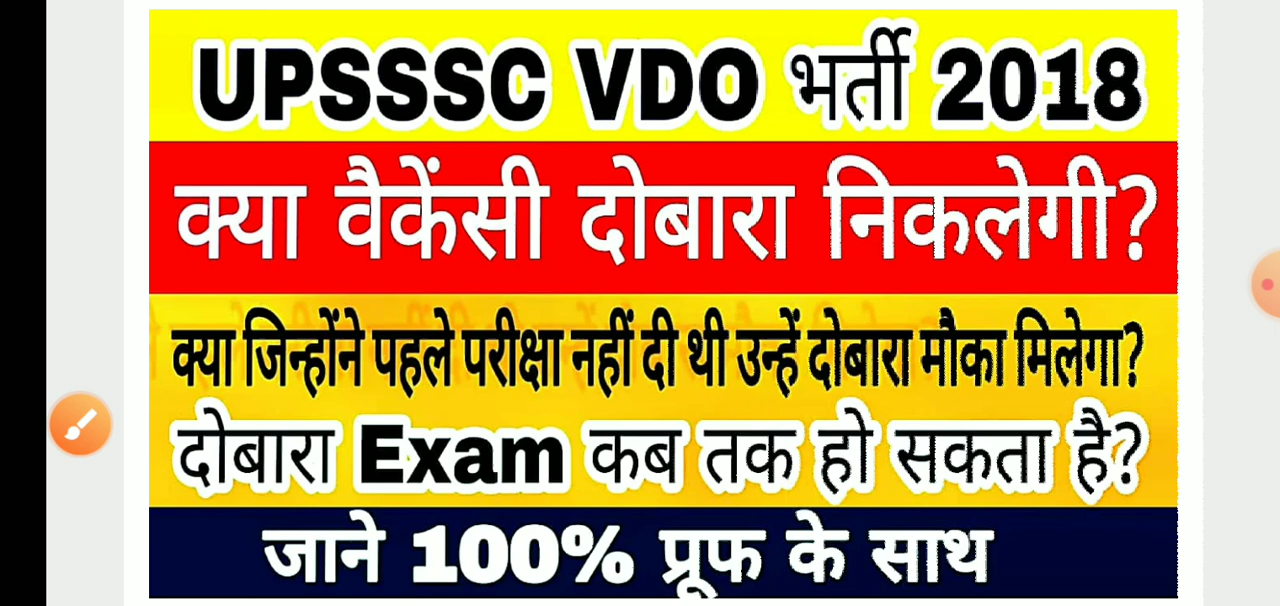 UPSSSC VDO भर्ती 2018
क्या वैकेंसी दोबारा निकलेगी?
क्या जिन्होंने पहले परीक्षा नहीं दी थी उन्हें दोबारा मौका मिलेगा?
दोबारा Exam कब तक हो सकता है?
जाने 100% प्रूफ के साथ